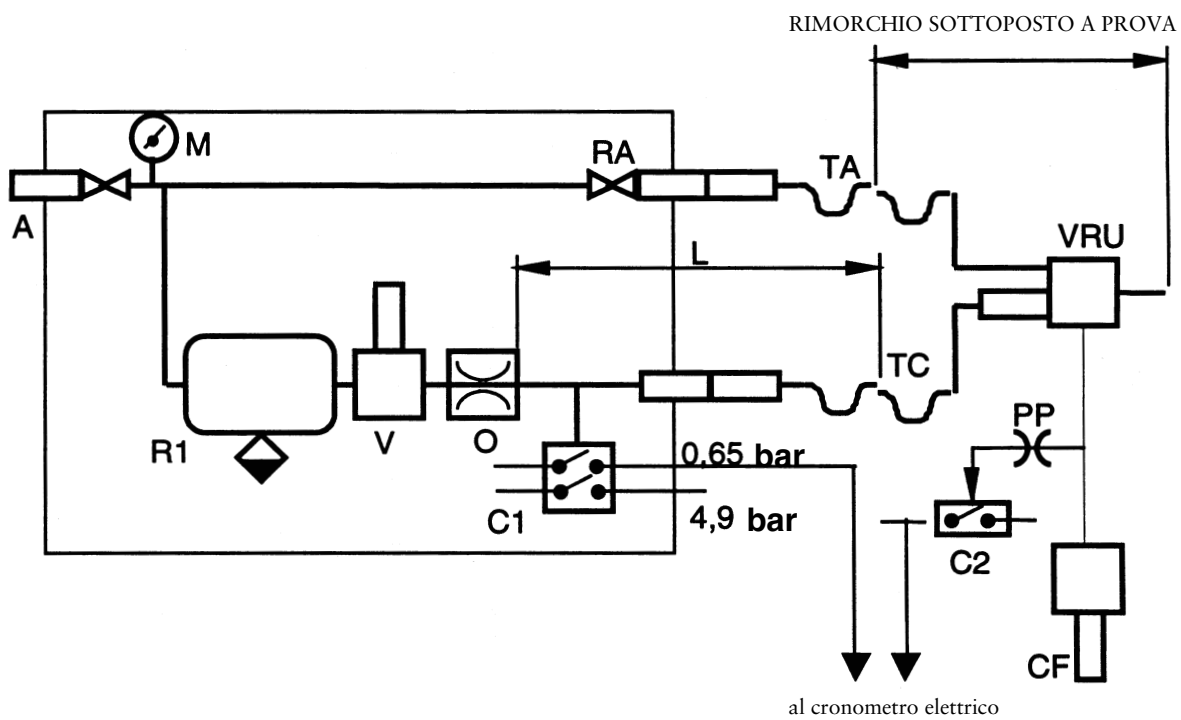 RIMORCHIO SOTTOPOSTO A PROVA
M
RA
TA
A
VRU
L
TC
R1
V
O
PP
0,65 bar
C1
4,9 bar
C2
CF
al cronometro elettrico